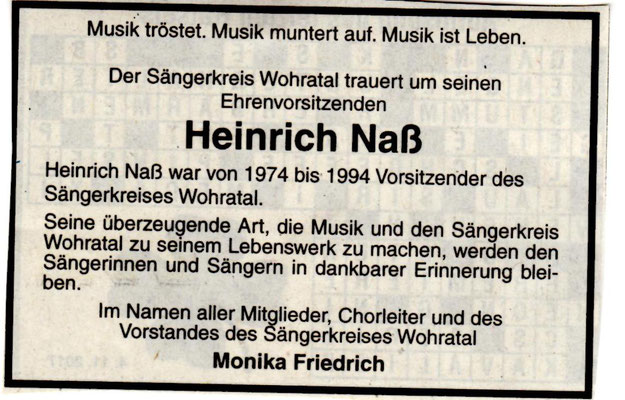 Musik tröstet. Musik muntert auf. Musik ist Leben.
Der Sängerkreis Wohratal trauert um seinen
Ehrenvorsitzenden
Heinrich Naß
Heinrich Naß war von 1974 bis 1994 Vorsitzender des
Sängerkreises Wohratal.
Seine überzeugende Art, die Musik und den Sängerkreis
Wohratal zu seinem Lebenswerk zu machen, werden den
Sängerinnen und Sängern in dankbarer Erinnerung blei-
ben.
Im Namen aller Mitglieder, Chorleiter und des
Vorstandes des Sängerkreises Wohratal
Monika Friedrich